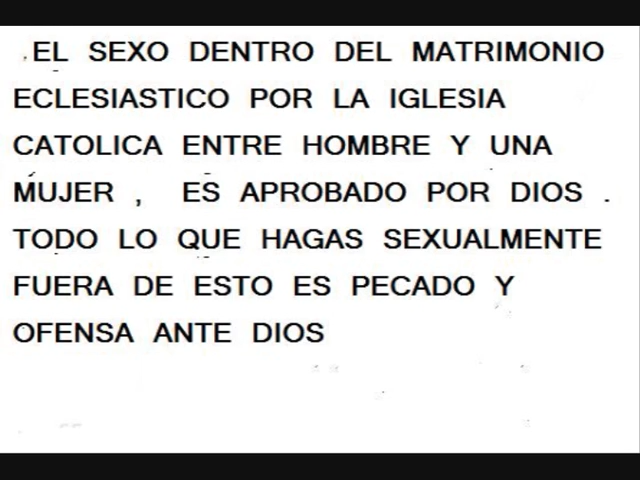 EL SEXO DENTRO DEL MATRIMONIO
ECLESIASTICO POR LA IGLESIA
CATOLICA ENTRE HOMBRE Y UNA
MUJER , ES APROBADO POR DIOS .
TODO LO QUE HAGAS SEXUALMENTE
FUERA DE ESTO ES PECADO Y
OFENSA ANTE DIOS